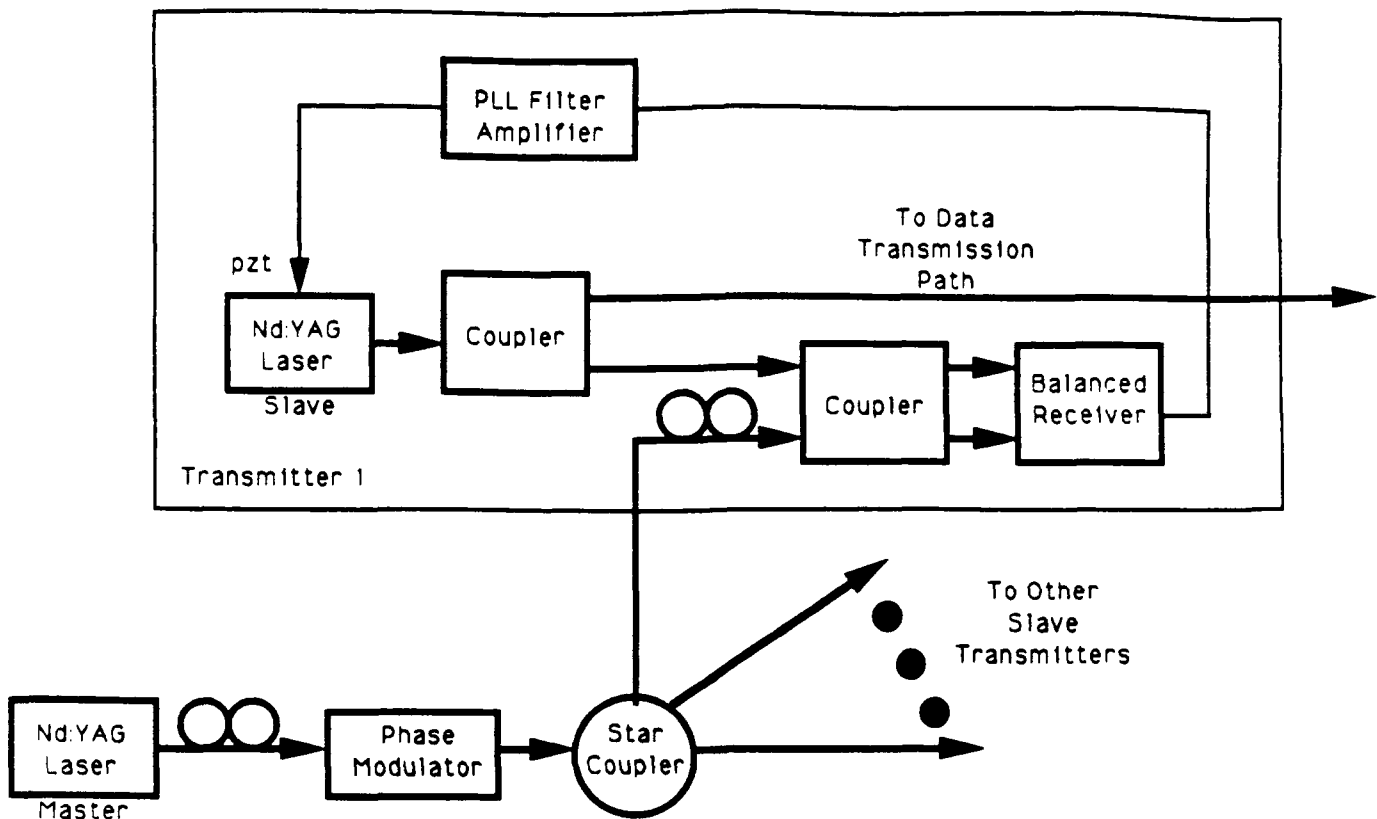 PLL Filter
Amplifier
To Data
Transmission
Path
pzt
Nd:YAG
Laser
Slave
Coupler
Coupler
Balanced
Receiver
Transmitter 1
To Other
Slave
Transmitters
Nd:YAG
Laser
Master
Phase
Modulator
Star
Coupler